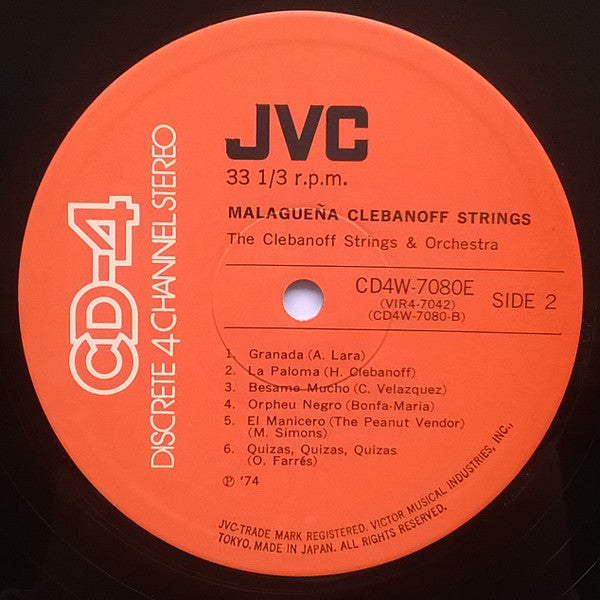 CD-4
DISCRETE 4 CHANNEL STEREO
JVC
33 1/3 r.p.m.
MALAGUEÑA CLEBANOFF STRINGS
The Clebanoff Strings & Orchestra
CD4W-7080E
(VIR4-7042)
(CD4W-7080-B)
SIDE 2
1. Granada (A. Lara)
2. La Paloma (H. Clebanoff)
3. Besame Mucho (C. Velazquez)
4. Orpheu Negro (Bonfa-Maria)
5. El Manicero (The Peanut Vendor)
(M. Simons)
6. Quizas, Quizas, Quizas
(O. Farrés)
℗ '74
JVC-TRADE MARK REGISTERED. VICTOR MUSICAL INDUSTRIES, INC.,
TOKYO. MADE IN JAPAN. ALL RIGHTS RESERVED.